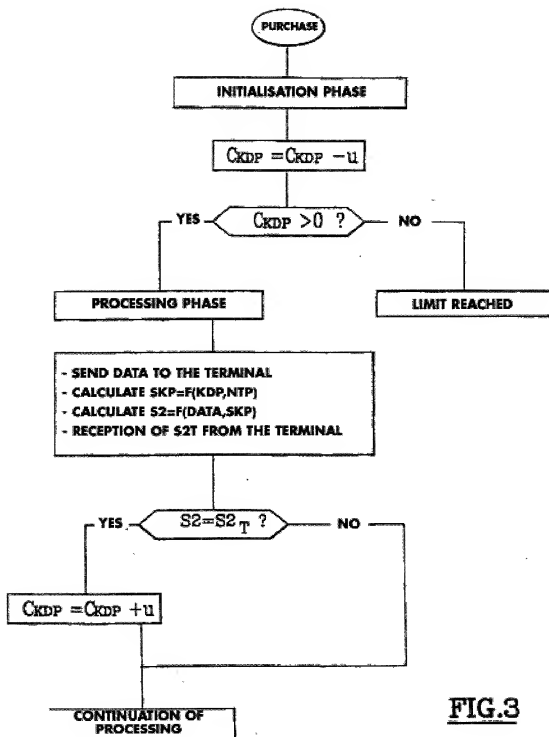 PURCHASE
INITIALISATION PHASE
CKDP =CKDP -u
YES
CKDP >0 ?
NO
PROCESSING PHASE
LIMIT REACHED
- SEND DATA TO THE TERMINAL
- CALCULATE SKP=F(KDP,NTP)
- CALCULATE S2=F(DATA,SKP)
- RECEPTION OF S2T FROM THE TERMINAL
YES
S2=S2T ?
NO
CKDP =CKDP +u
CONTINUATION OF
PROCESSING
FIG.3